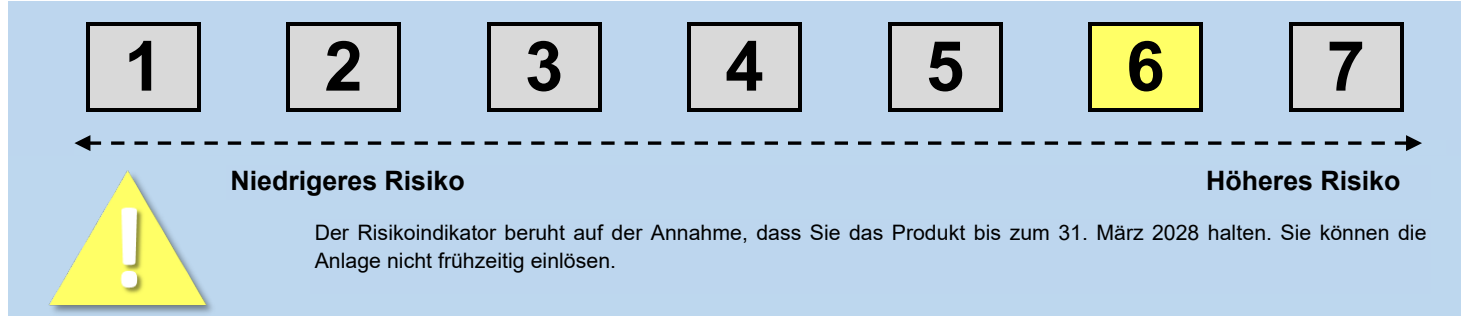 1 2 3 4 5 6 7
Niedrigeres Risiko Höheres Risiko
!
Der Risikoindikator beruht auf der Annahme, dass Sie das Produkt bis zum 31. März 2028 halten. Sie können die
Anlage nicht frühzeitig einlösen.